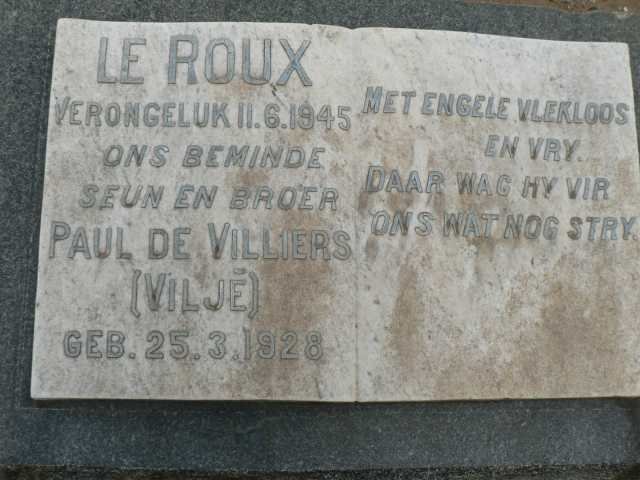 LE ROUX
VERONGELUK 11.6.1945
ONS BEMINDE
SEUN EN BROER
PAUL DE VILLIERS
(VILJÉ)
GEB. 25.3.1928
MET ENGELE VLEKLOOS
EN VRY.
DAAR WAG HY VIR
ONS WAT NOG STRY.